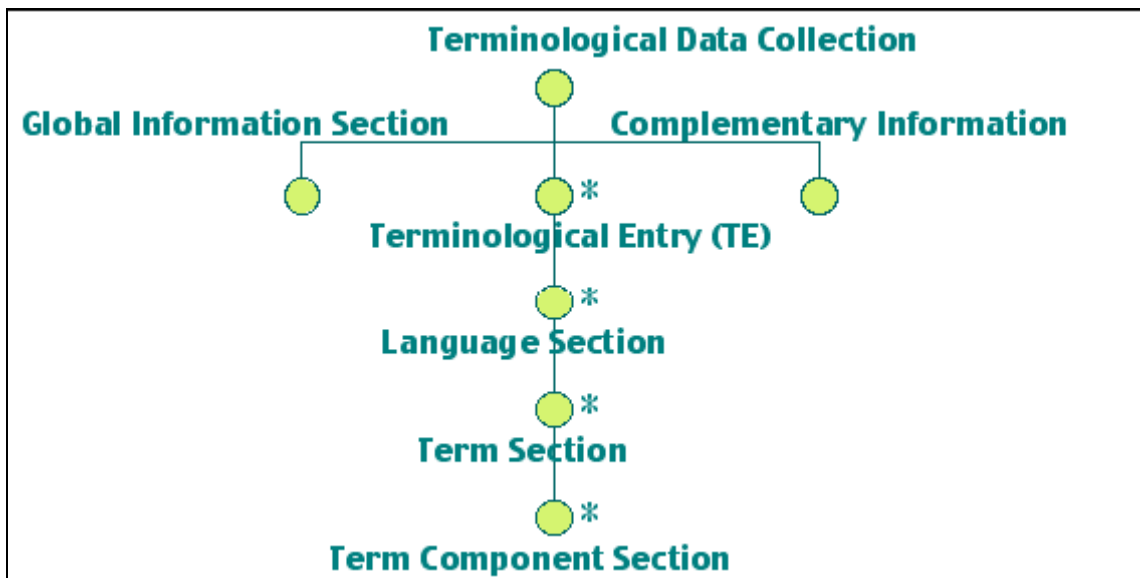 Terminological Data Collection
Global Information Section
Complementary Information
*
Terminological Entry (TE)
*
Language Section
*
Term Section
*
Term Component Section